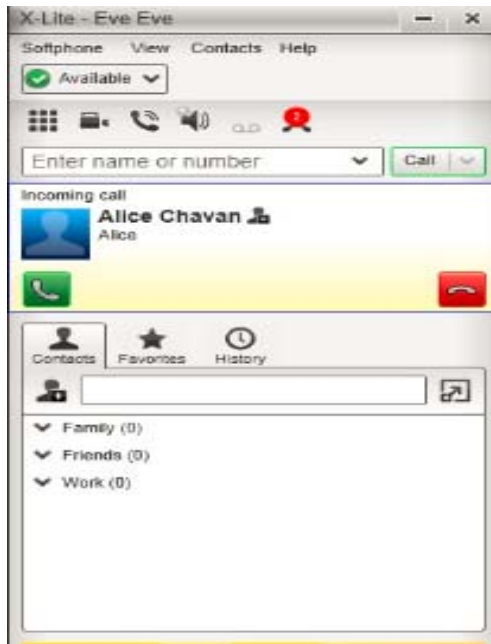 X-Lite - Eve Eve
Softphone View Contacts Help
Available
2
Enter name or number Call
Incoming call
Alice Chavan
Alice
Contacts Favorites History
Family (0)
Friends (0)
Work (0)